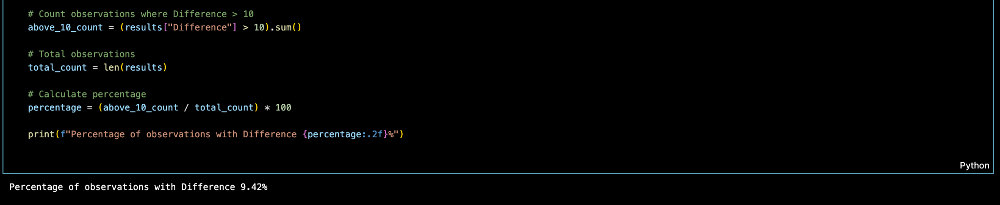 # Count observations where Difference > 10
above_10_count = (results["Difference"] > 10).sum()
# Total observations
total_count = len(results)
# Calculate percentage
percentage = (above_10_count / total_count) * 100
print(f"Percentage of observations with Difference {percentage:.2f}%")
Python
Percentage of observations with Difference 9.42%